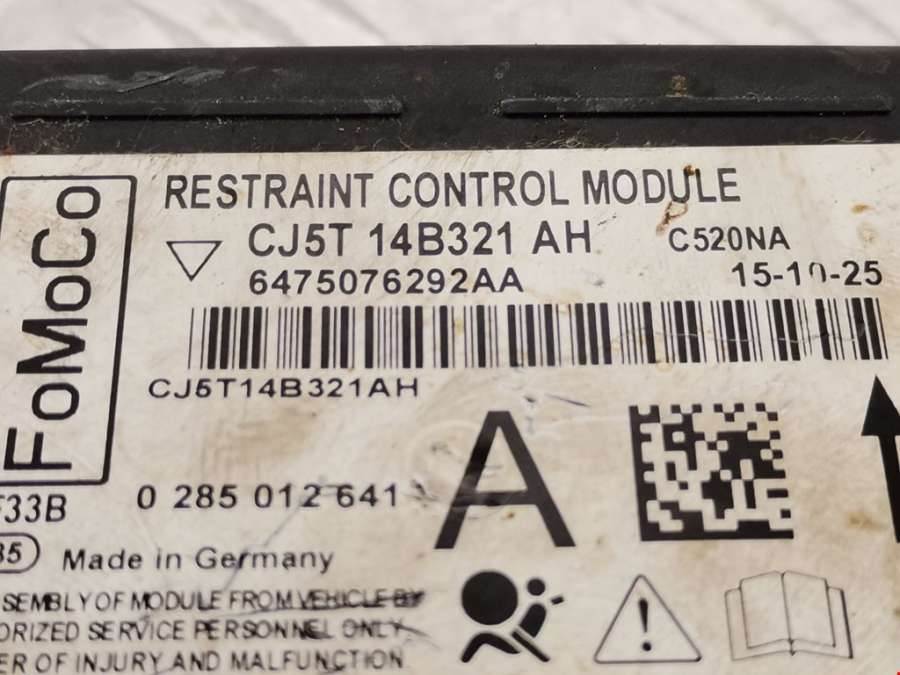 FoMoCo
RESTRAINT CONTROL MODULE
CJ5T 14B321 AH C520NA
6475076292AA 15-10-25
CJ5T14B321AH
A
0 285 012 641
F33B
Made in Germany
SEMBLY OF MODULE FROM VEHICLE BY
ORIZED SERVICE PERSONNEL ONLY
ER OF INJURY AND MALFUNCTION